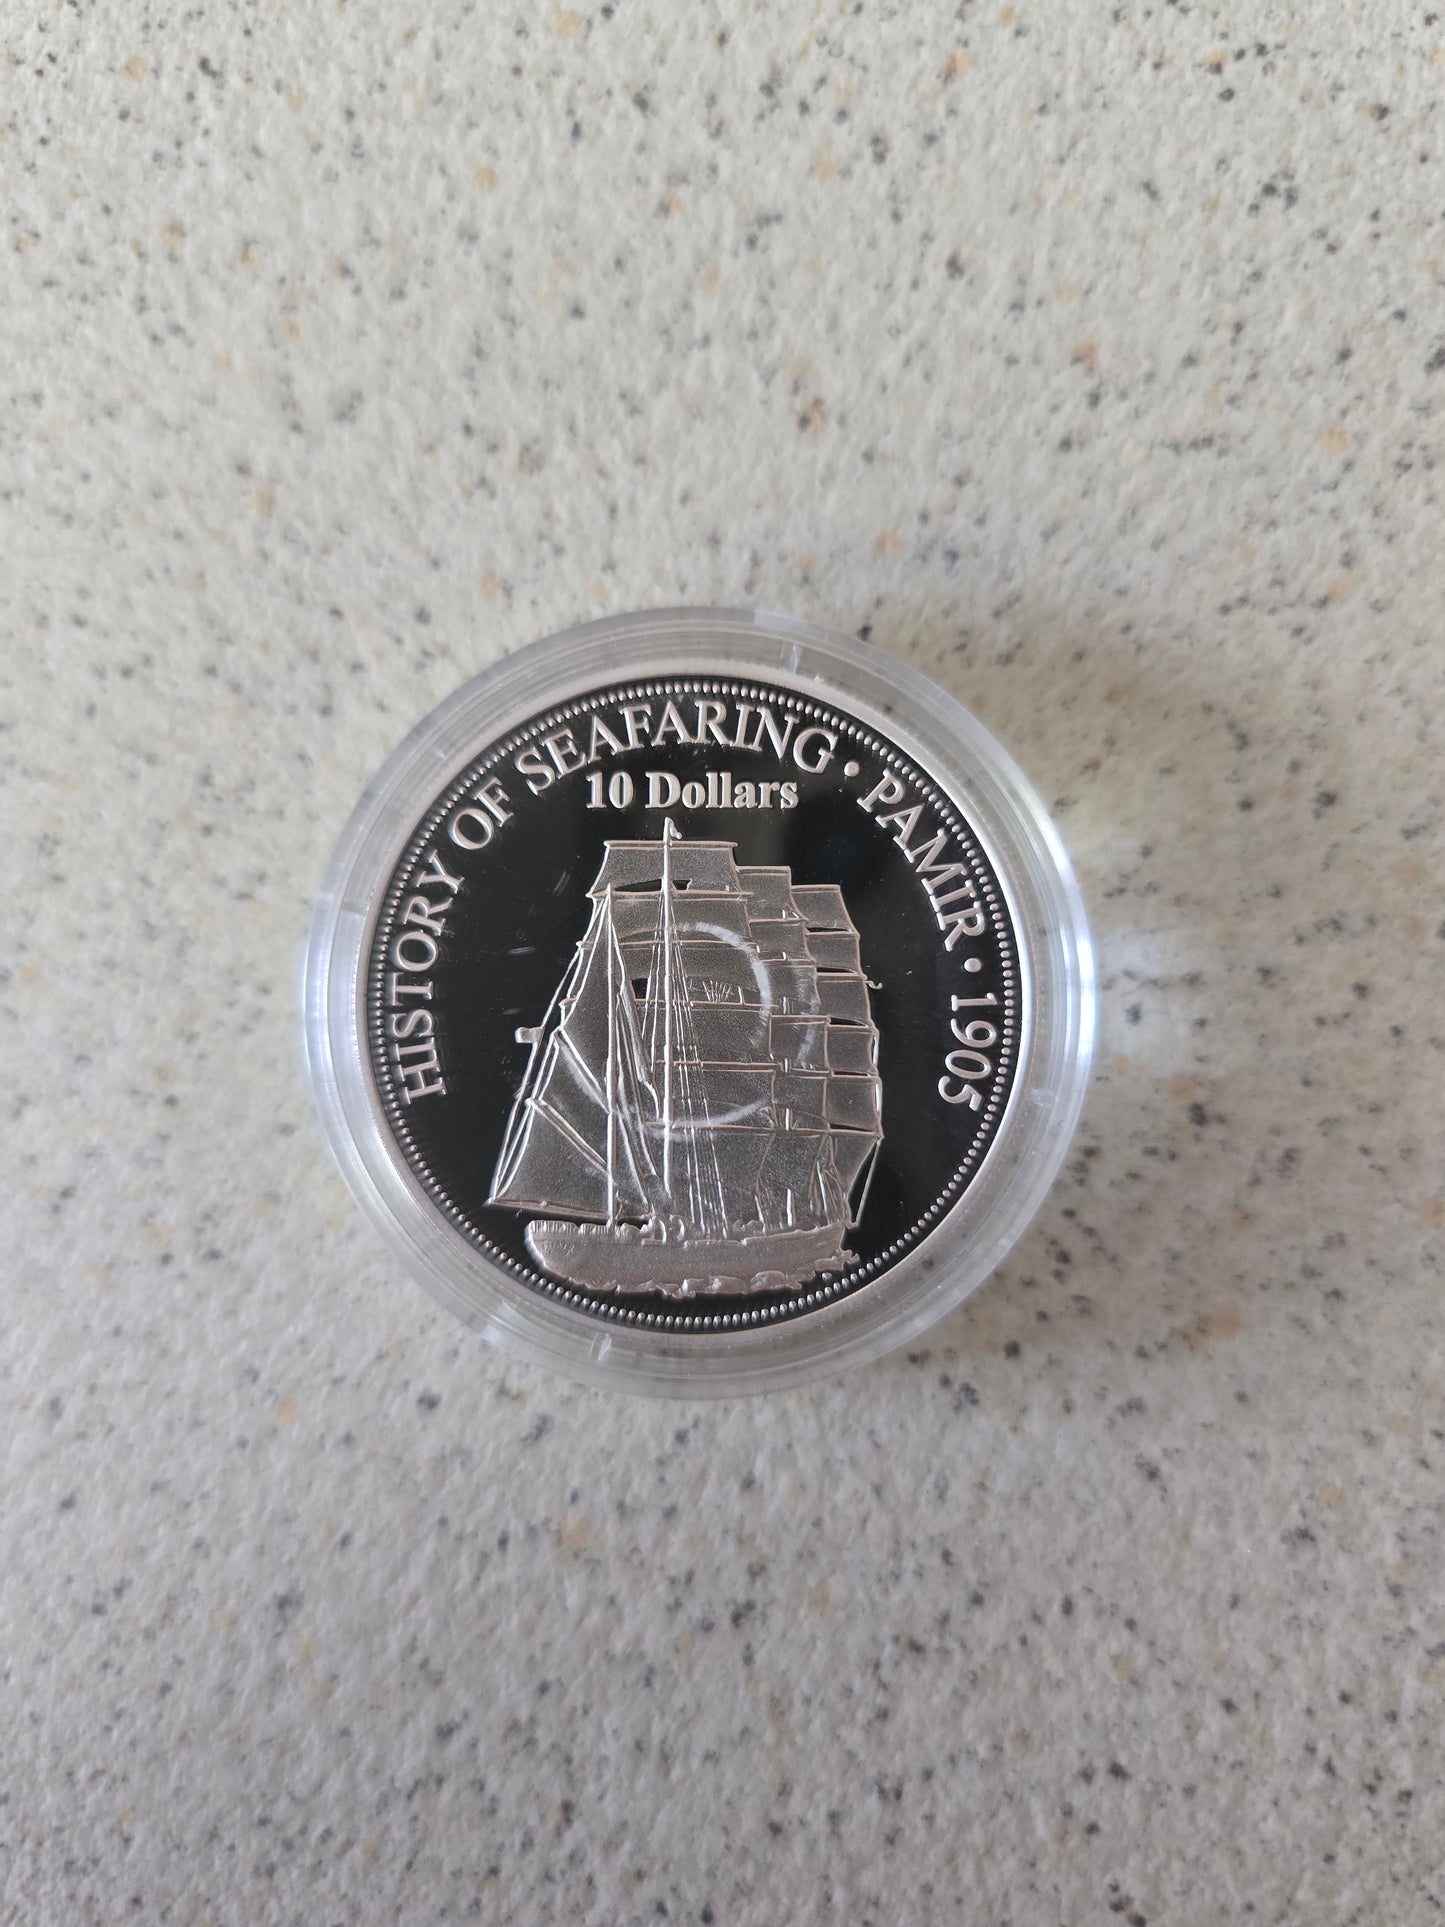 HISTORY OF SEAFARING • PAMIR • 1905
10 Dollars